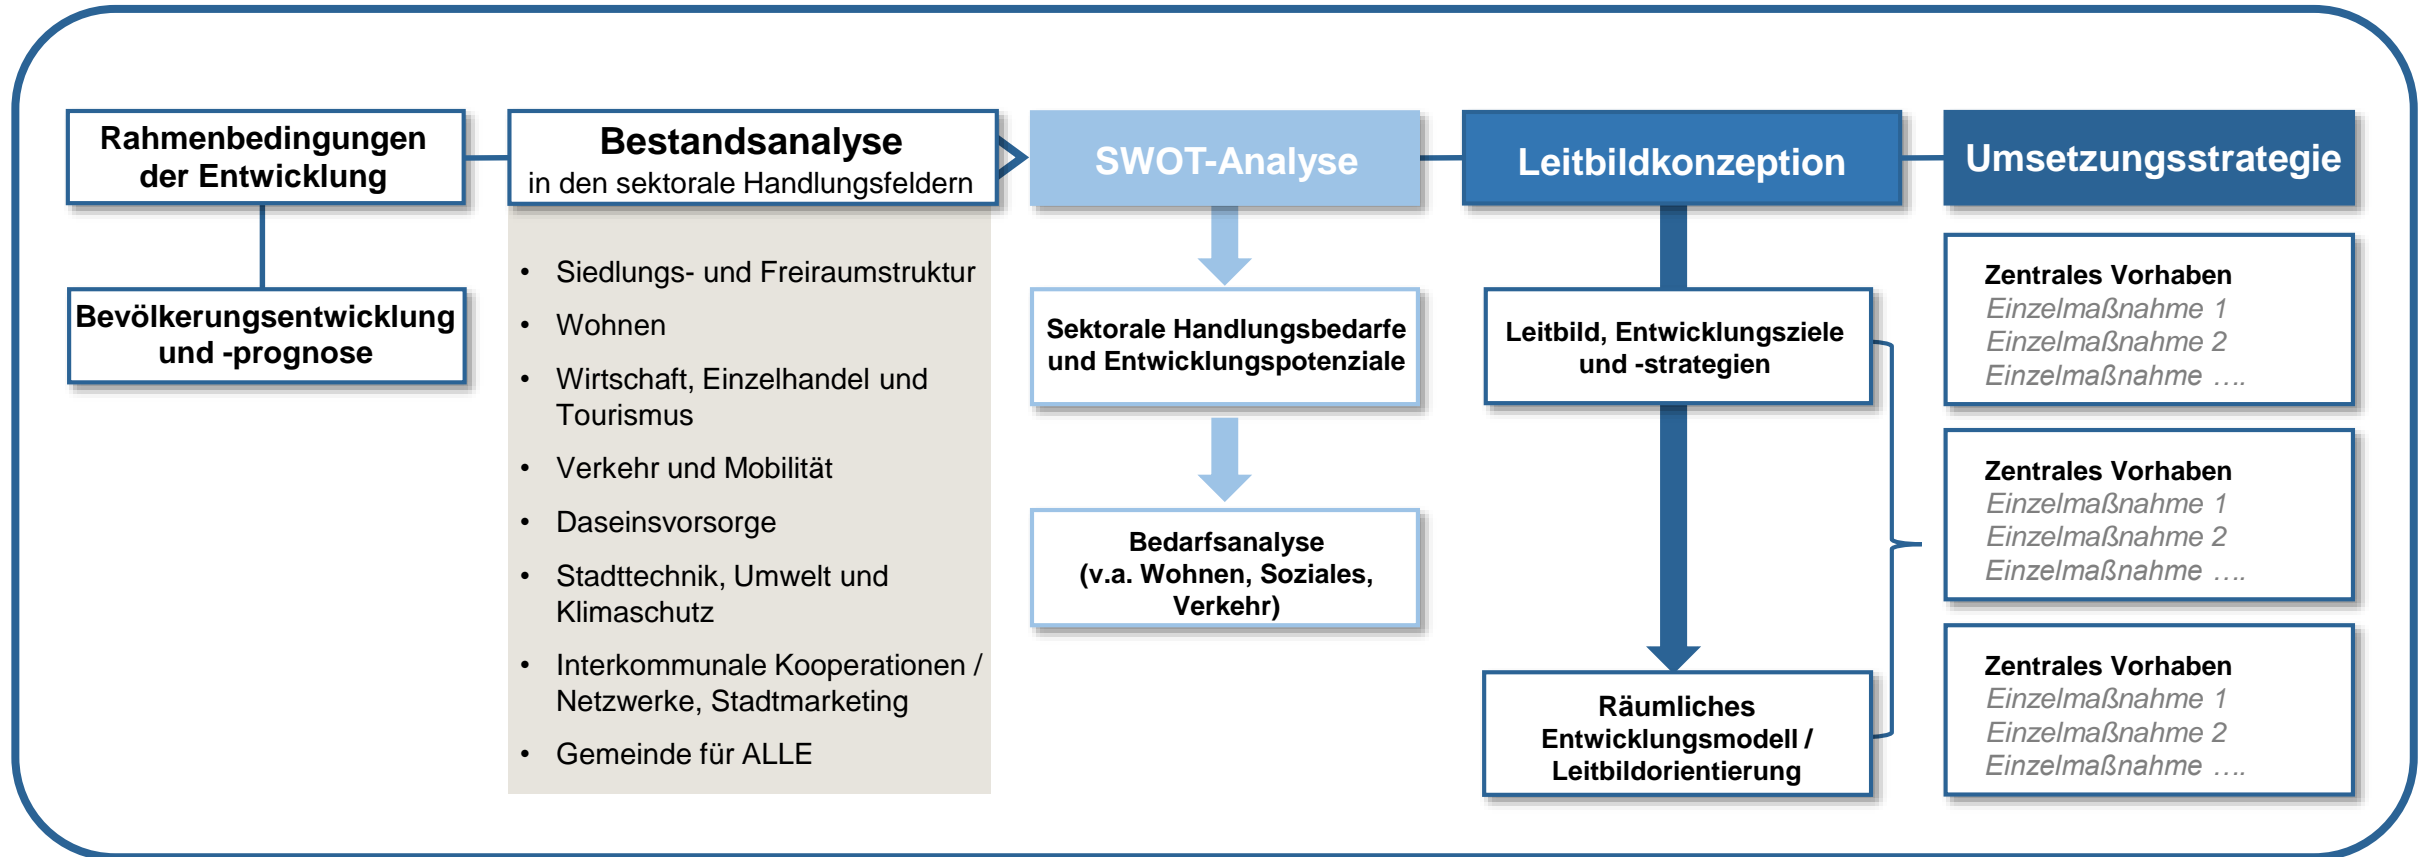 Rahmenbedingungen
der Entwicklung
Bevölkerungsentwicklung
und -prognose
Bestandsanalyse
in den sektorale Handlungsfeldern
• Siedlungs- und Freiraumstruktur
• Wohnen
• Wirtschaft, Einzelhandel und
Tourismus
• Verkehr und Mobilität
• Daseinsvorsorge
• Stadttechnik, Umwelt und
Klimaschutz
• Interkommunale Kooperationen /
Netzwerke, Stadtmarketing
• Gemeinde für ALLE
SWOT-Analyse
Sektorale Handlungsbedarfe
und Entwicklungspotenziale
Bedarfsanalyse
(v.a. Wohnen, Soziales,
Verkehr)
Leitbildkonzeption
Leitbild, Entwicklungsziele
und -strategien
Räumliches
Entwicklungsmodell /
Leitbildorientierung
Umsetzungsstrategie
Zentrales Vorhaben
Einzelmaßnahme 1
Einzelmaßnahme 2
Einzelmaßnahme ….
Zentrales Vorhaben
Einzelmaßnahme 1
Einzelmaßnahme 2
Einzelmaßnahme ….
Zentrales Vorhaben
Einzelmaßnahme 1
Einzelmaßnahme 2
Einzelmaßnahme ….